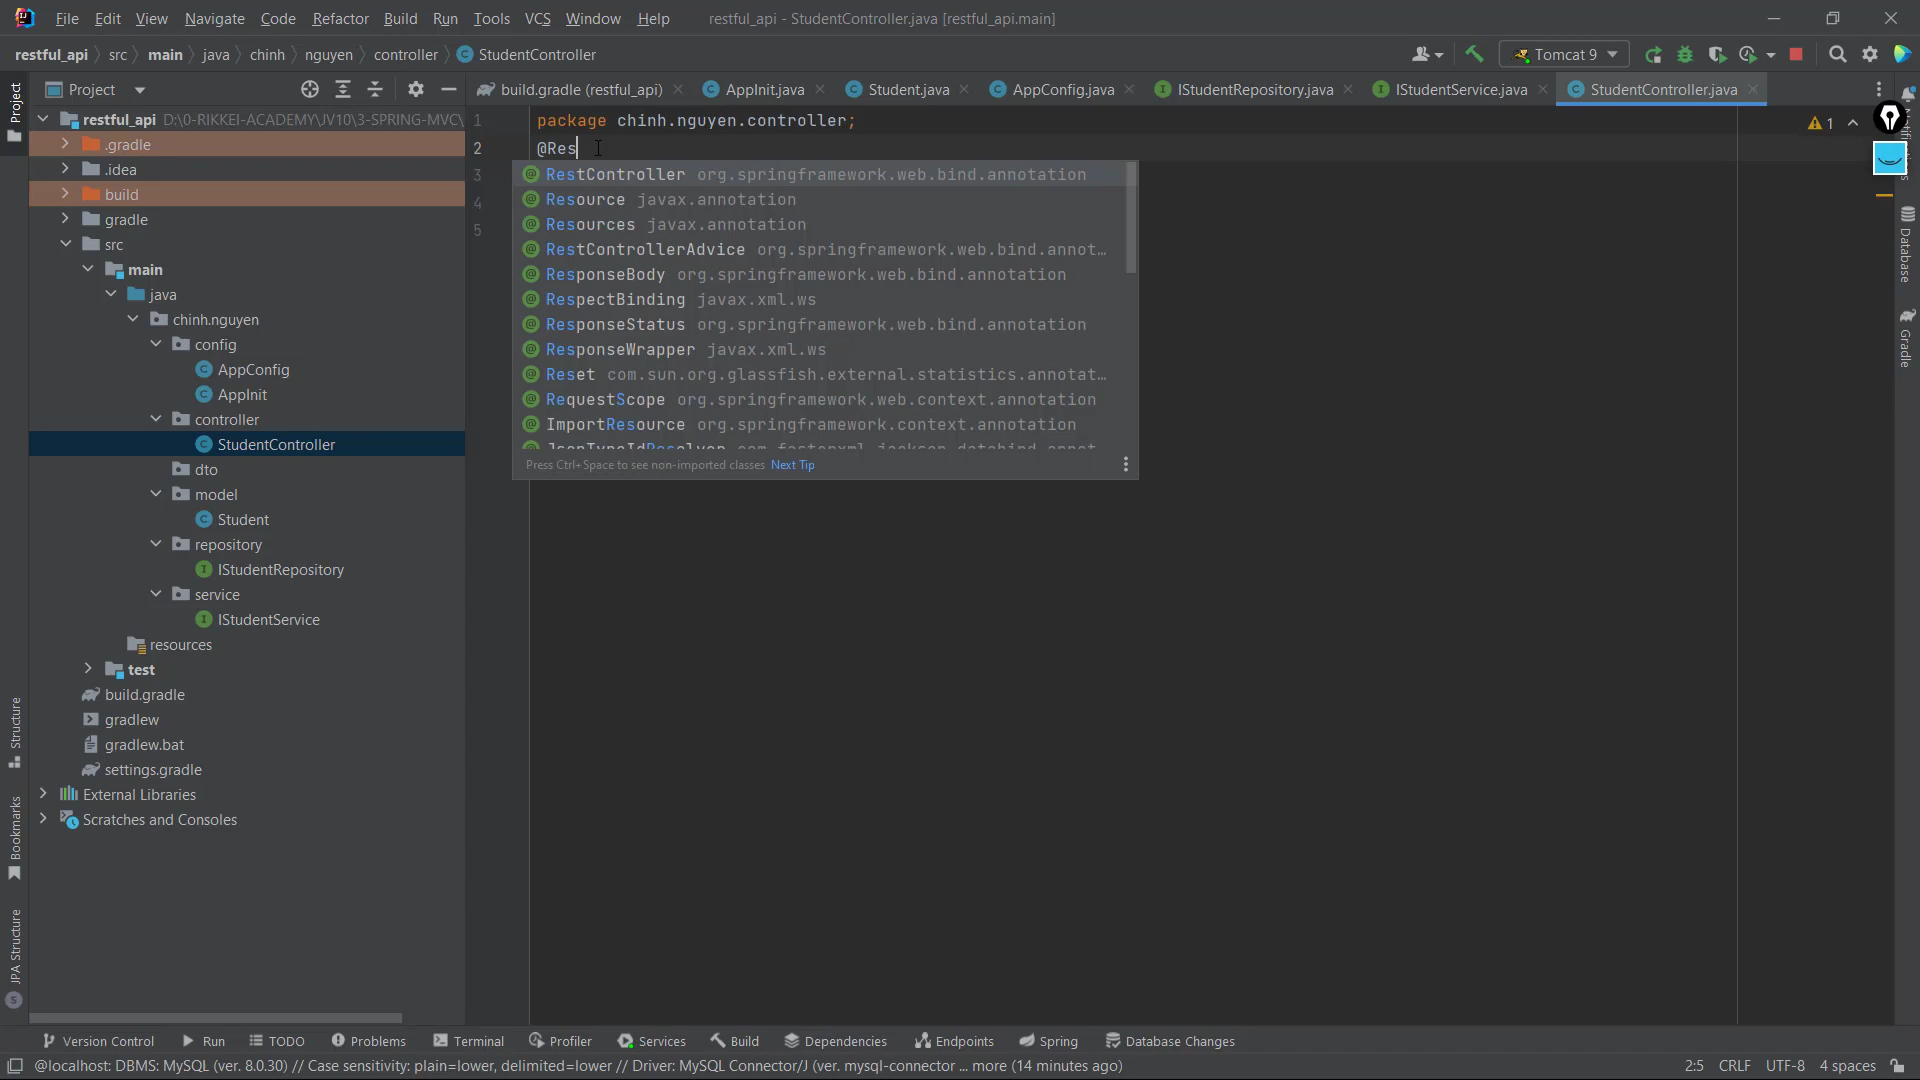 File Edit View Navigate Code Refactor Build Run Tools VCS Window Help restful_api - StudentController.java [restful_api.main]
restful_api src main java chinh nguyen controller StudentController Tomcat 9
Project build.gradle (restful_api) AppInit.java Student.java AppConfig.java IStudentRepository.java IStudentService.java StudentController.java
Project
restful_api D:\0-RIKKEI-ACADEMY\JV10\3-SPRING-MVC\
.gradle
.idea
build
gradle
src
main
java
chinh.nguyen
config
AppConfig
AppInit
controller
StudentController
dto
model
Student
repository
IStudentRepository
service
IStudentService
resources
test
build.gradle
gradlew
gradlew.bat
settings.gradle
External Libraries
Scratches and Consoles
1 package chinh.nguyen.controller;
1
2 @Res
3
4
5
RestController org.springframework.web.bind.annotation
Resource javax.annotation
Resources javax.annotation
RestControllerAdvice org.springframework.web.bind.annot…
ResponseBody org.springframework.web.bind.annotation
RespectBinding javax.xml.ws
ResponseStatus org.springframework.web.bind.annotation
ResponseWrapper javax.xml.ws
Reset com.sun.org.glassfish.external.statistics.annotat…
RequestScope org.springframework.web.context.annotation
ImportResource org.springframework.context.annotation
Press Ctrl+Space to see non-imported classes Next Tip
Database
Gradle
Structure
Bookmarks
JPA Structure
Version Control Run TODO Problems Terminal Profiler Services Build Dependencies Endpoints Spring Database Changes
@localhost: DBMS: MySQL (ver. 8.0.30) // Case sensitivity: plain=lower, delimited=lower // Driver: MySQL Connector/J (ver. mysql-connector ... more (14 minutes ago) 2:5 CRLF UTF-8 4 spaces